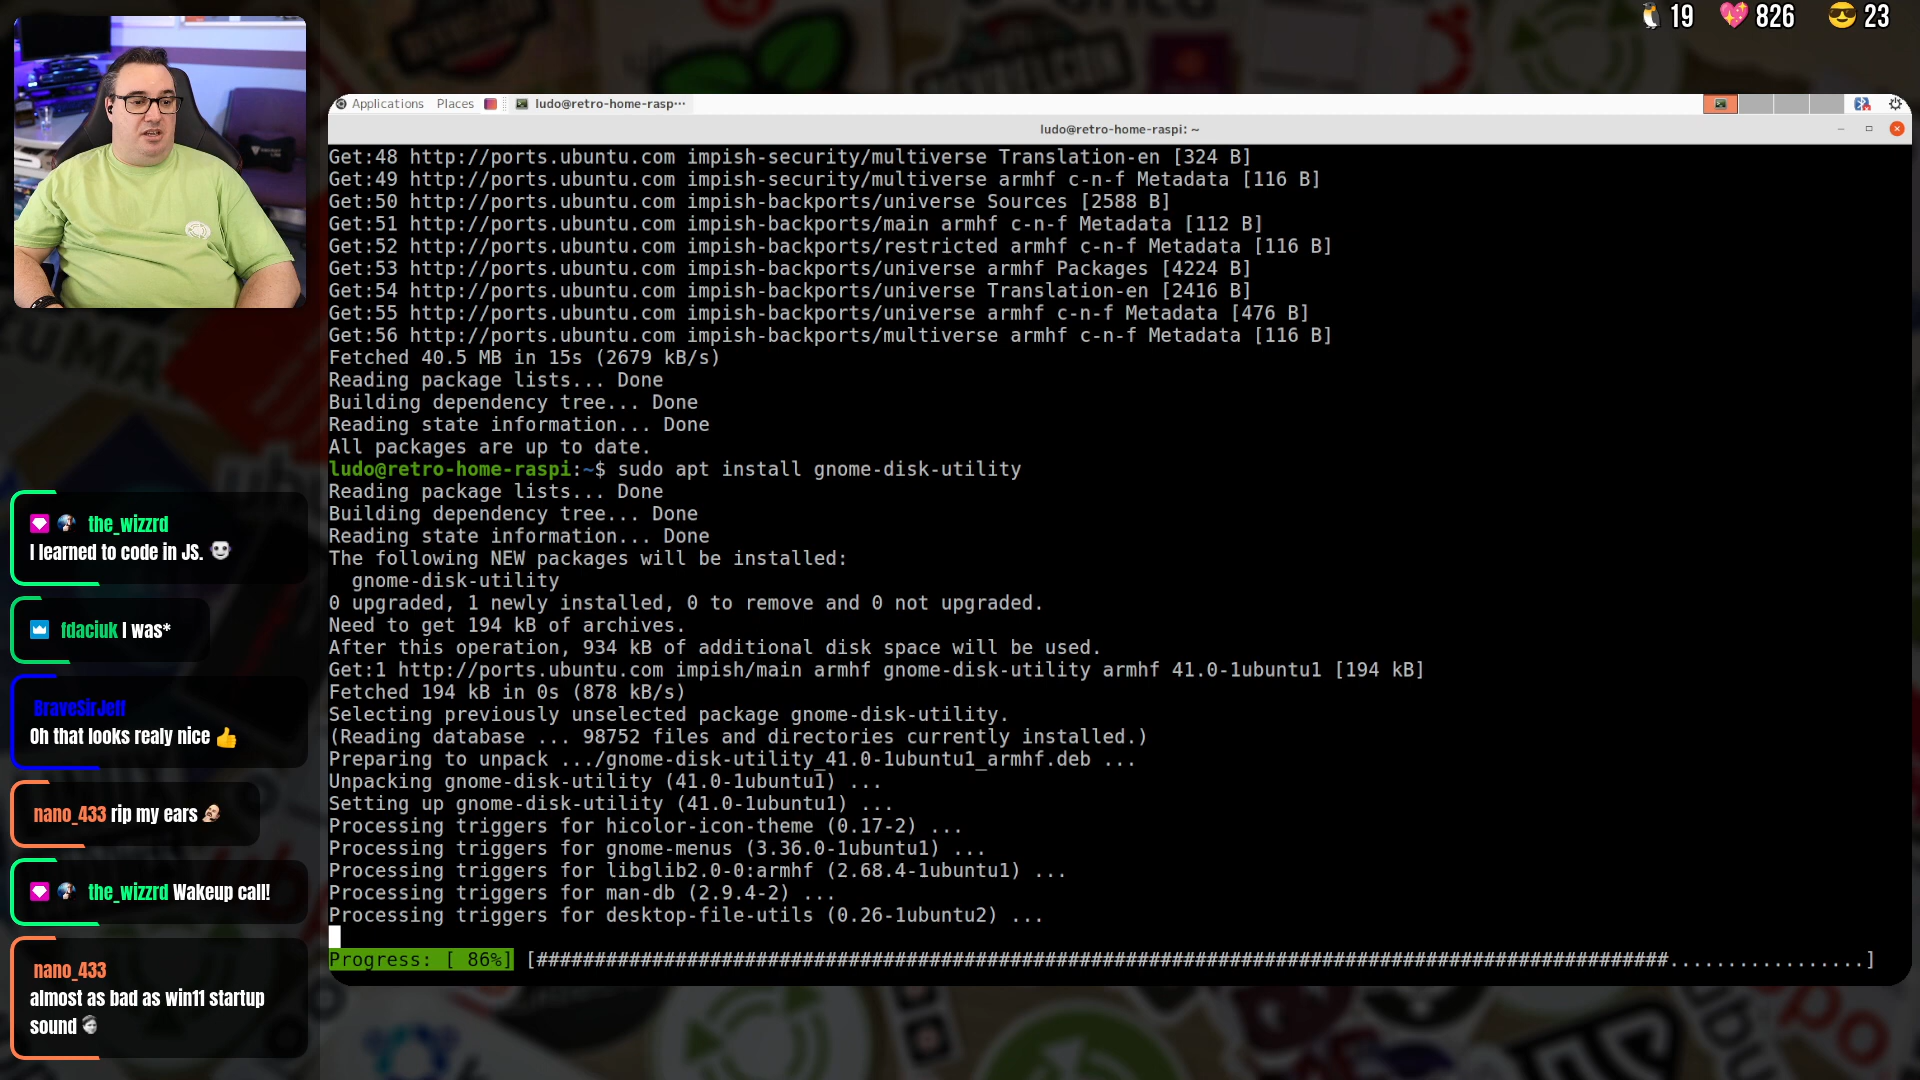 19 826 23
Applications Places ludo@retro-home-rasp···
ludo@retro-home-raspi: ~
Get:48 http://ports.ubuntu.com impish-security/multiverse Translation-en [324 B]
Get:49 http://ports.ubuntu.com impish-security/multiverse armhf c-n-f Metadata [116 B]
Get:50 http://ports.ubuntu.com impish-backports/universe Sources [2588 B]
Get:51 http://ports.ubuntu.com impish-backports/main armhf c-n-f Metadata [112 B]
Get:52 http://ports.ubuntu.com impish-backports/restricted armhf c-n-f Metadata [116 B]
Get:53 http://ports.ubuntu.com impish-backports/universe armhf Packages [4224 B]
Get:54 http://ports.ubuntu.com impish-backports/universe Translation-en [2416 B]
Get:55 http://ports.ubuntu.com impish-backports/universe armhf c-n-f Metadata [476 B]
Get:56 http://ports.ubuntu.com impish-backports/multiverse armhf c-n-f Metadata [116 B]
Fetched 40.5 MB in 15s (2679 kB/s)
Reading package lists... Done
Building dependency tree... Done
Reading state information... Done
All packages are up to date.
ludo@retro-home-raspi:~$ sudo apt install gnome-disk-utility
Reading package lists... Done
Building dependency tree... Done
Reading state information... Done
The following NEW packages will be installed:
  gnome-disk-utility
0 upgraded, 1 newly installed, 0 to remove and 0 not upgraded.
Need to get 194 kB of archives.
After this operation, 934 kB of additional disk space will be used.
Get:1 http://ports.ubuntu.com impish/main armhf gnome-disk-utility armhf 41.0-1ubuntu1 [194 kB]
Fetched 194 kB in 0s (878 kB/s)
Selecting previously unselected package gnome-disk-utility.
(Reading database ... 98752 files and directories currently installed.)
Preparing to unpack .../gnome-disk-utility_41.0-1ubuntu1_armhf.deb ...
Unpacking gnome-disk-utility (41.0-1ubuntu1) ...
Setting up gnome-disk-utility (41.0-1ubuntu1) ...
Processing triggers for hicolor-icon-theme (0.17-2) ...
Processing triggers for gnome-menus (3.36.0-1ubuntu1) ...
Processing triggers for libglib2.0-0:armhf (2.68.4-1ubuntu1) ...
Processing triggers for man-db (2.9.4-2) ...
Processing triggers for desktop-file-utils (0.26-1ubuntu2) ...
Progress: [ 86%] [##################################################################################################.................]
the_wizzrd
I learned to code in JS.
fdaciuk I was*
BraveSirJeff
Oh that looks realy nice 👍
nano_433 rip my ears
the_wizzrd Wakeup call!
nano_433
almost as bad as win11 startup
sound